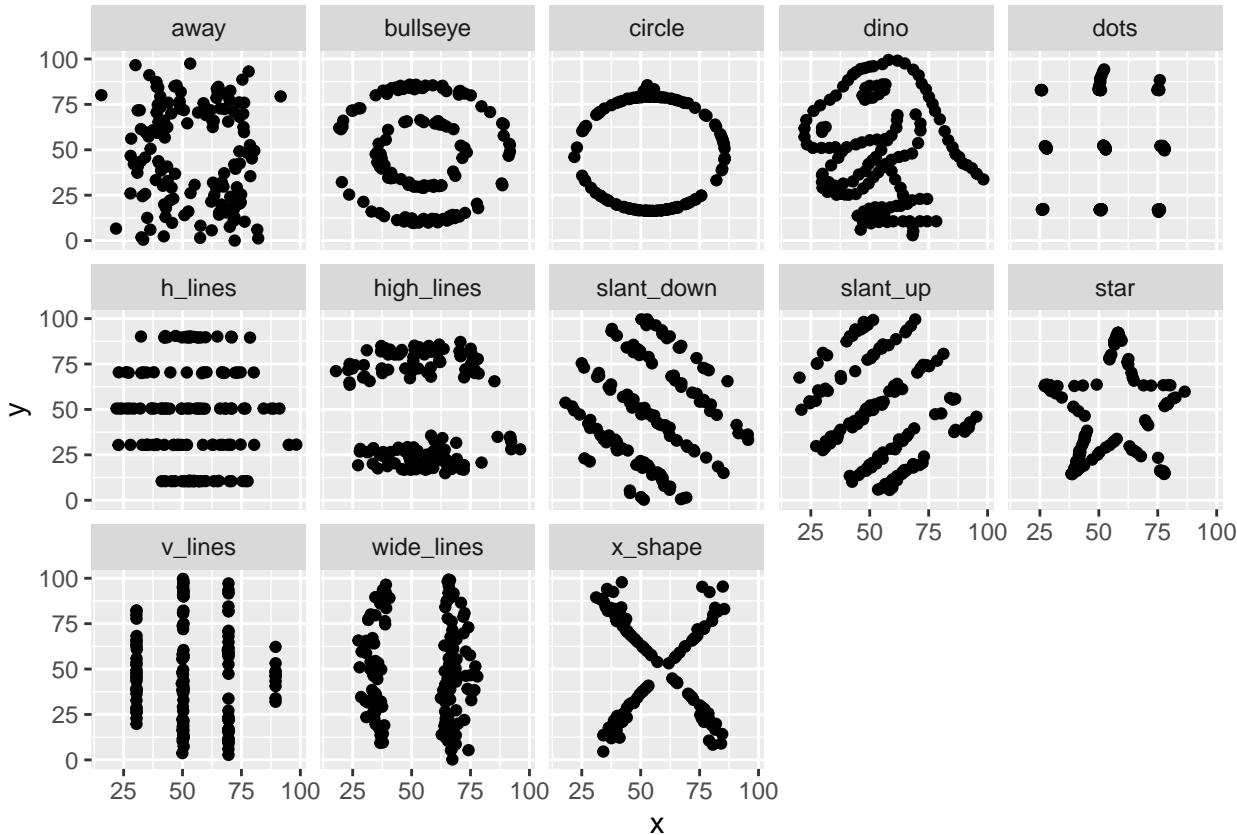 away bullseye circle dino dots
100
75
50
25
0
h_lines high_lines slant_down slant_up star
100
75
50
25
0
25 50 75 100 25 50 75 100
v_lines wide_lines x_shape
100
75
50
25
0
25 50 75 100 25 50 75 100 25 50 75 100
x
y